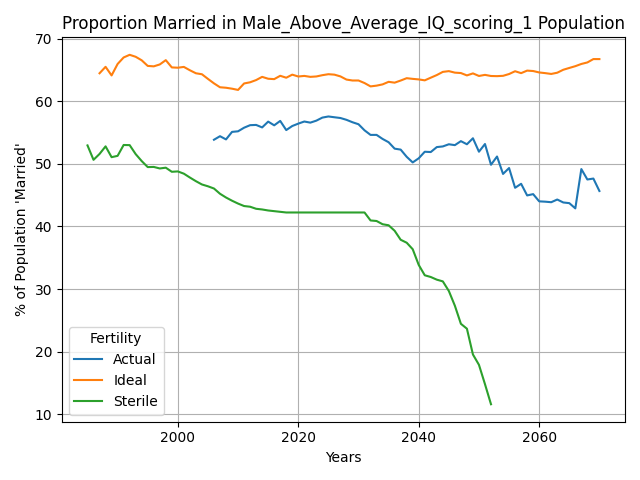 Proportion Married in Male_Above_Average_IQ_scoring_1 Population
% of Population 'Married'
70
60
50
40
30
20
10
Fertility
Actual
Ideal
Sterile
2000 2020 2040 2060
Years